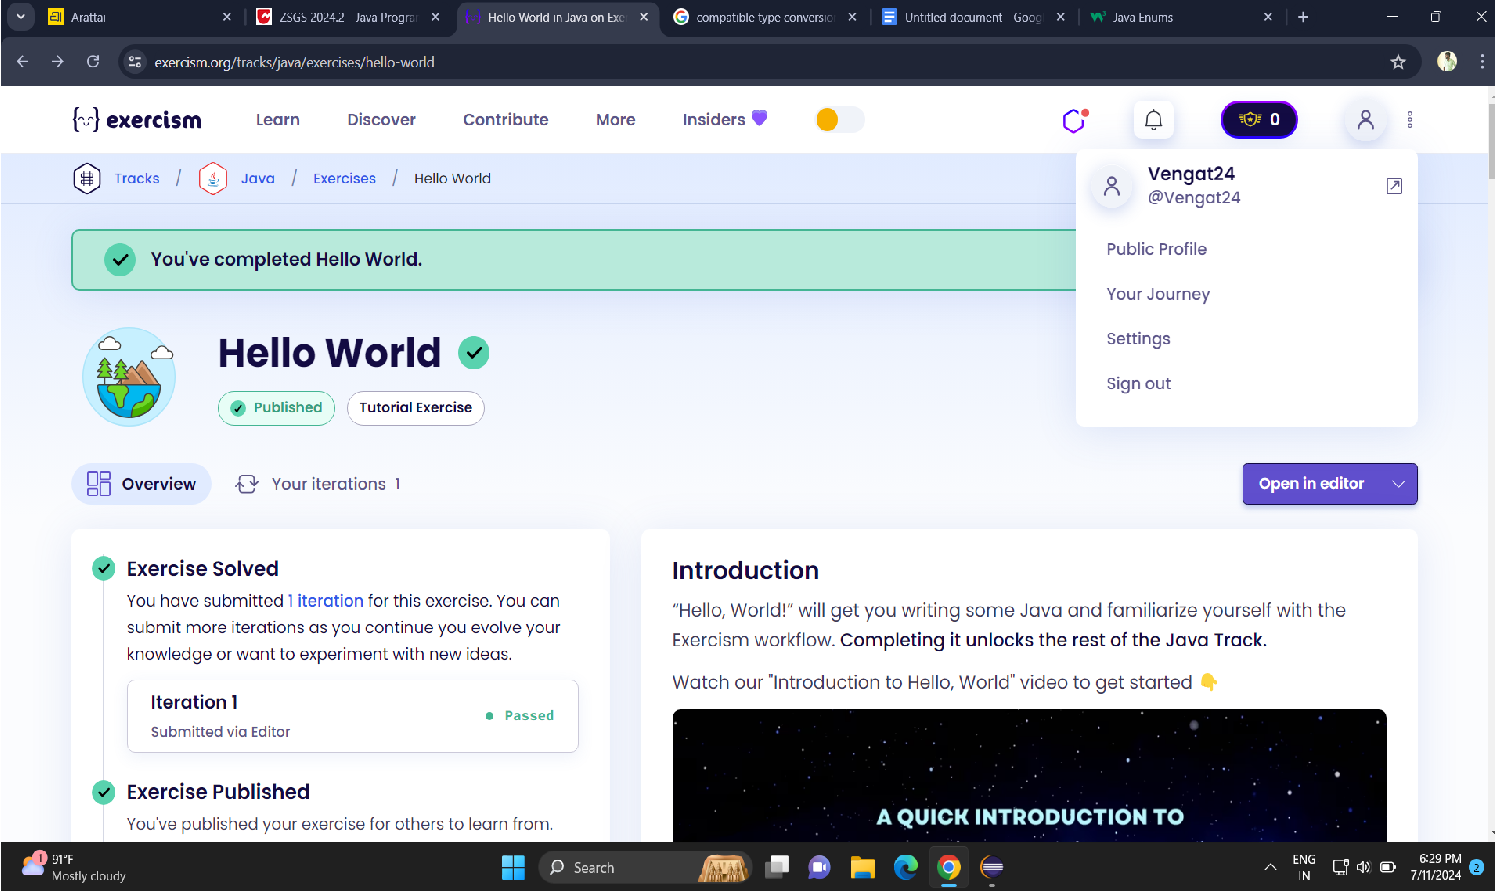 Arattai
ZSGS 2024.2 - Java Progran
Hello World in Java on Exe
compatible type conversion
Untitled document - Googl
Java Enums
exercism.org/tracks/java/exercises/hello-world
exercism
Learn
Discover
Contribute
More
Insiders
0
Tracks / Java / Exercises / Hello World
Vengat24
@Vengat24
Public Profile
Your Journey
Settings
Sign out
You've completed Hello World.
Hello World
Published
Tutorial Exercise
Overview
Your iterations 1
Open in editor
Exercise Solved
You have submitted 1 iteration for this exercise. You can
submit more iterations as you continue you evolve your
knowledge or want to experiment with new ideas.
Iteration 1
Submitted via Editor
Passed
Exercise Published
You've published your exercise for others to learn from.
Introduction
“Hello, World!” will get you writing some Java and familiarize yourself with the
Exercism workflow. Completing it unlocks the rest of the Java Track.
Watch our "Introduction to Hello, World" video to get started 👇
A QUICK INTRODUCTION TO
1
91°F
Mostly cloudy
Search
ENG
IN
6:29 PM
7/11/2024
2